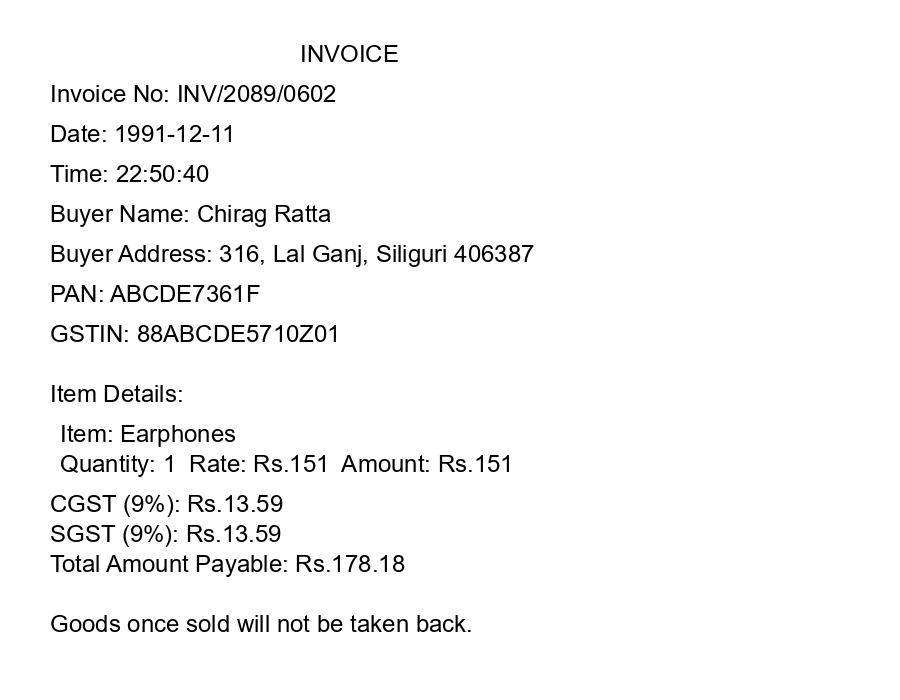 INVOICE
Invoice No: INV/2089/0602
Date: 1991-12-11
Time: 22:50:40
Buyer Name: Chirag Ratta
Buyer Address: 316, Lal Ganj, Siliguri 406387
PAN: ABCDE7361F
GSTIN: 88ABCDE5710Z01
Item Details:
Item: Earphones
Quantity: 1  Rate: Rs.151  Amount: Rs.151
CGST (9%): Rs.13.59
SGST (9%): Rs.13.59
Total Amount Payable: Rs.178.18
Goods once sold will not be taken back.